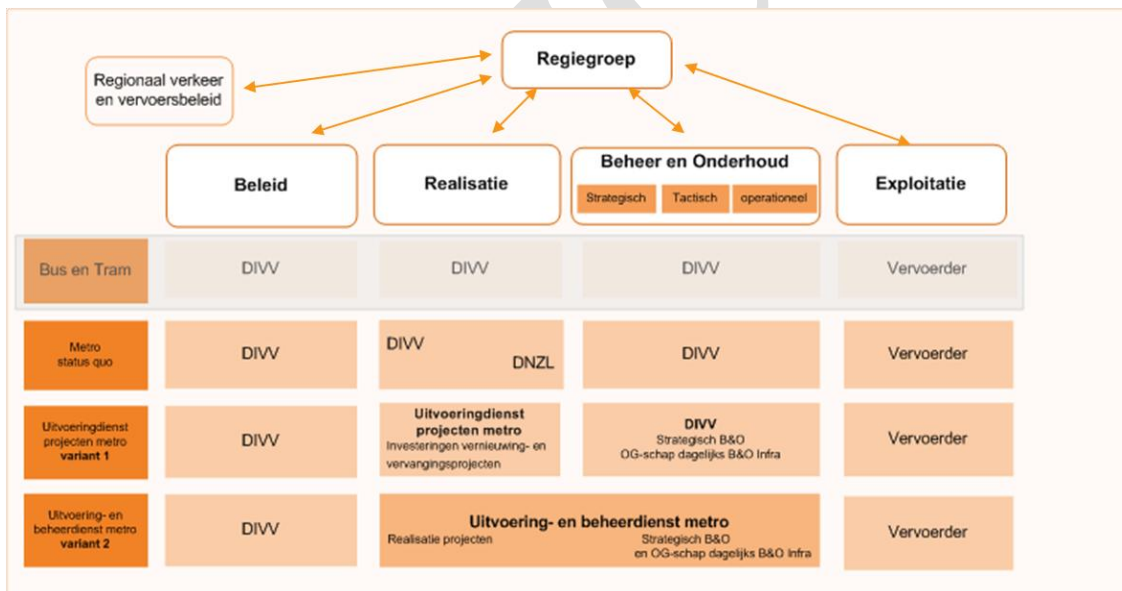 Regiegroep
Regionaal verkeer
en vervoersbeleid
Beleid
Realisatie
Beheer en Onderhoud
Strategisch Tactisch operationeel
Exploitatie
Bus en Tram
DIVV
DIVV
DIVV
Vervoerder
Metro
status quo
DIVV
DIVV
DNZL
DIVV
Vervoerder
Uitvoeringdienst
projecten metro
variant 1
DIVV
Uitvoeringdienst
projecten metro
Investeringen vernieuwing- en
vervangingsprojecten
DIVV
Strategisch B&O
OG-schap dagelijks B&O Infra
Vervoerder
Uitvoering- en
beheerdienst metro
variant 2
DIVV
Uitvoering- en beheerdienst metro
Realisatie projecten
Strategisch B&O
en OG-schap dagelijks B&O Infra
Vervoerder